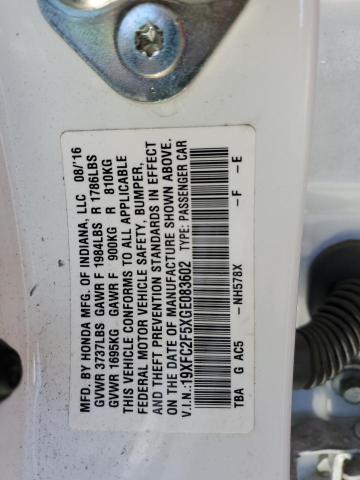 MFD. BY HONDA MFG. OF INDIANA, LLC 08/'16
GVWR 3737LBS GAWR F 1984LBS R 1786LBS
GVWR 1695KG GAWR F 900KG R 810KG
THIS VEHICLE CONFORMS TO ALL APPLICABLE
FEDERAL MOTOR VEHICLE SAFETY, BUMPER,
AND THEFT PREVENTION STANDARDS IN EFFECT
ON THE DATE OF MANUFACTURE SHOWN ABOVE.
V.I.N.:19XFC2F5XGE083602 TYPE: PASSENGER CAR
TBA G AC5 -NH578X -F -E